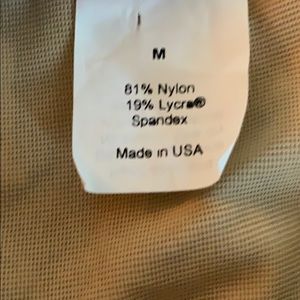 M
81% Nylon
19% Lycra®
Spandex
Made in USA